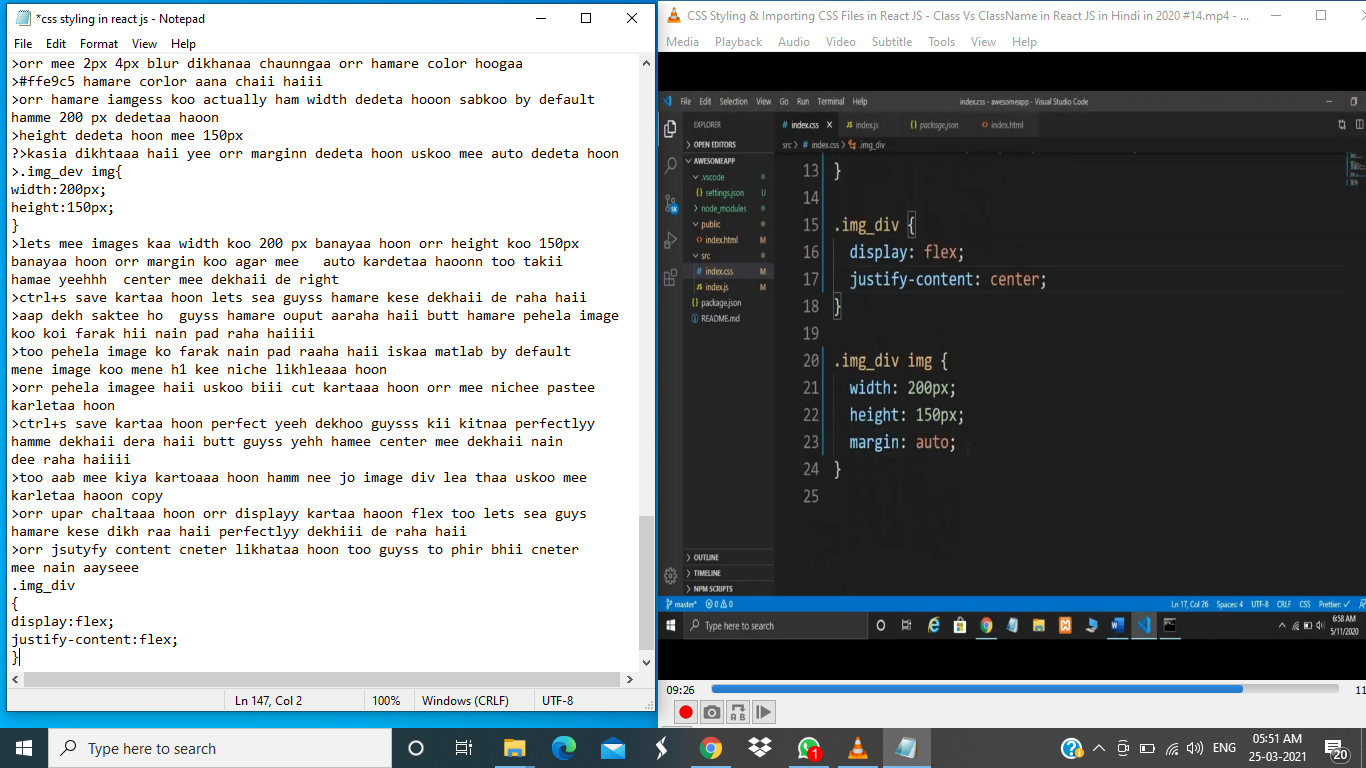 *css styling in react js - Notepad
File Edit Format View Help
>orr mee 2px 4px blur dikhanaa chaunngaa orr hamare color hoogaa
>#ffe9c5 hamare corlor aana chaii haiii
>orr hamare iamgess koo actually ham width dedeta hooon sabkoo by default
hamme 200 px dedetaa haoon
>height dedeta hoon mee 150px
?>kasia dikhtaaa haii yee orr marginn dedeta hoon uskoo mee auto dedeta hoon
>.img_dev img{
width:200px;
height:150px;
}
>lets mee images kaa width koo 200 px banayaa hoon orr height koo 150px
banayaa hoon orr margin koo agar mee   auto kardetaa haoonn too takii
hamae yeehhh  center mee dekhaii de right
>ctrl+s save kartaa hoon lets sea guyss hamare kese dekhaii de raha haii
>aap dekh saktee ho  guyss hamare ouput aaraha haii butt hamare pehela image
koo koi farak hii nain pad raha haiiii
>too pehela image ko farak nain pad raaha haii iskaa matlab by default
mene image koo mene h1 kee niche likhleaaa hoon
>orr pehela imagee haii uskoo biii cut kartaaa hoon orr mee nichee pastee
karletaa hoon
>ctrl+s save kartaa hoon perfect yeeh dekhoo guysss kii kitnaa perfectlyy
hamme dekhaii dera haii butt guyss yehh hamee center mee dekhaii nain
dee raha haiiii
>too aab mee kiya kartoaaa hoon hamm nee jo image div lea thaa uskoo mee
karletaa haoon copy
>orr upar chaltaaa hoon orr displayy kartaa haoon flex too lets sea guys
hamare kese dikh raa haii perfectlyy dekhiii de raha haii
>orr jsutyfy content cneter likhataa hoon too guyss to phir bhii cneter
mee nain aayseee
.img_div
{
display:flex;
justify-content:flex;
}
Ln 147, Col 2 100% Windows (CRLF) UTF-8
CSS Styling & Importing CSS Files in React JS - Class Vs ClassName in React JS in Hindi in 2020 #14.mp4 - ...
Media Playback Audio Video Subtitle Tools View Help
File Edit Selection View Go Run Terminal Help index.css - awesomeapp - Visual Studio Code
EXPLORER # index.css X JS index.js {} package.json <> index.html
> OPEN EDITORS src > # index.css > .img_div
AWESOMEAPP
.vscode
{} settings.json U
> node_modules
public
<> index.html M
src
# index.css M
JS index.js M
{} package.json
README.md
13 }
14
15 .img_div {
16 display: flex;
17 justify-content: center;
18 }
19
20 .img_div img {
21 width: 200px;
22 height: 150px;
23 margin: auto;
24 }
25
> OUTLINE
> TIMELINE
> NPM SCRIPTS
master* 0 0 Ln 17, Col 26 Spaces: 4 UTF-8 CRLF CSS Prettier: ✓
Type here to search 6:58 AM
5/11/2020
09:26 11
A B
Type here to search 1 ENG 05:51 AM
25-03-2021 20